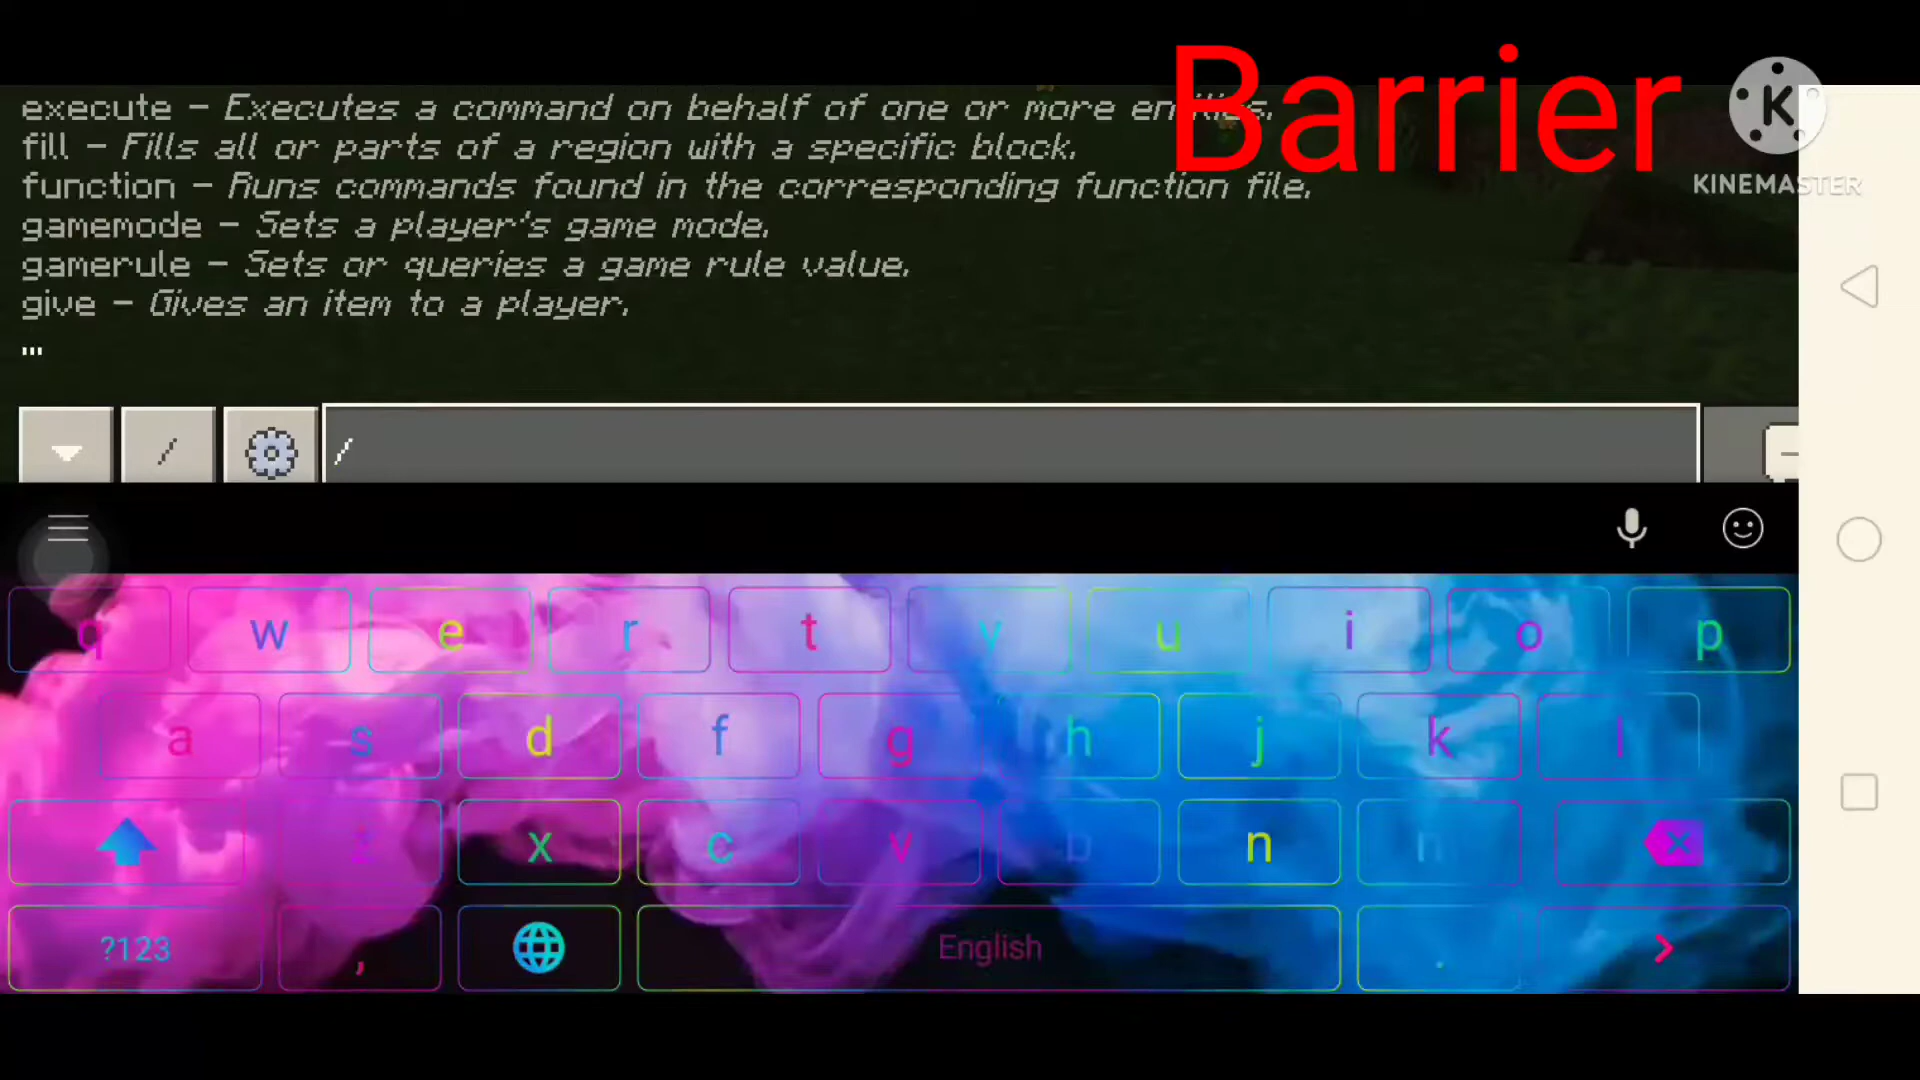 Barrier
execute – Executes a command on behalf of one or more entities.
fill – Fills all or parts of a region with a specific block.
function – Runs commands found in the corresponding function file.
KINEMASTER
gamemode – Sets a player's game mode.
gamerule – Sets or queries a game rule value.
give – Gives an item to a player.
...
/
/
q w e r t y u i o p
a s d f g h j k l
z x c v b n m
?123 , English .